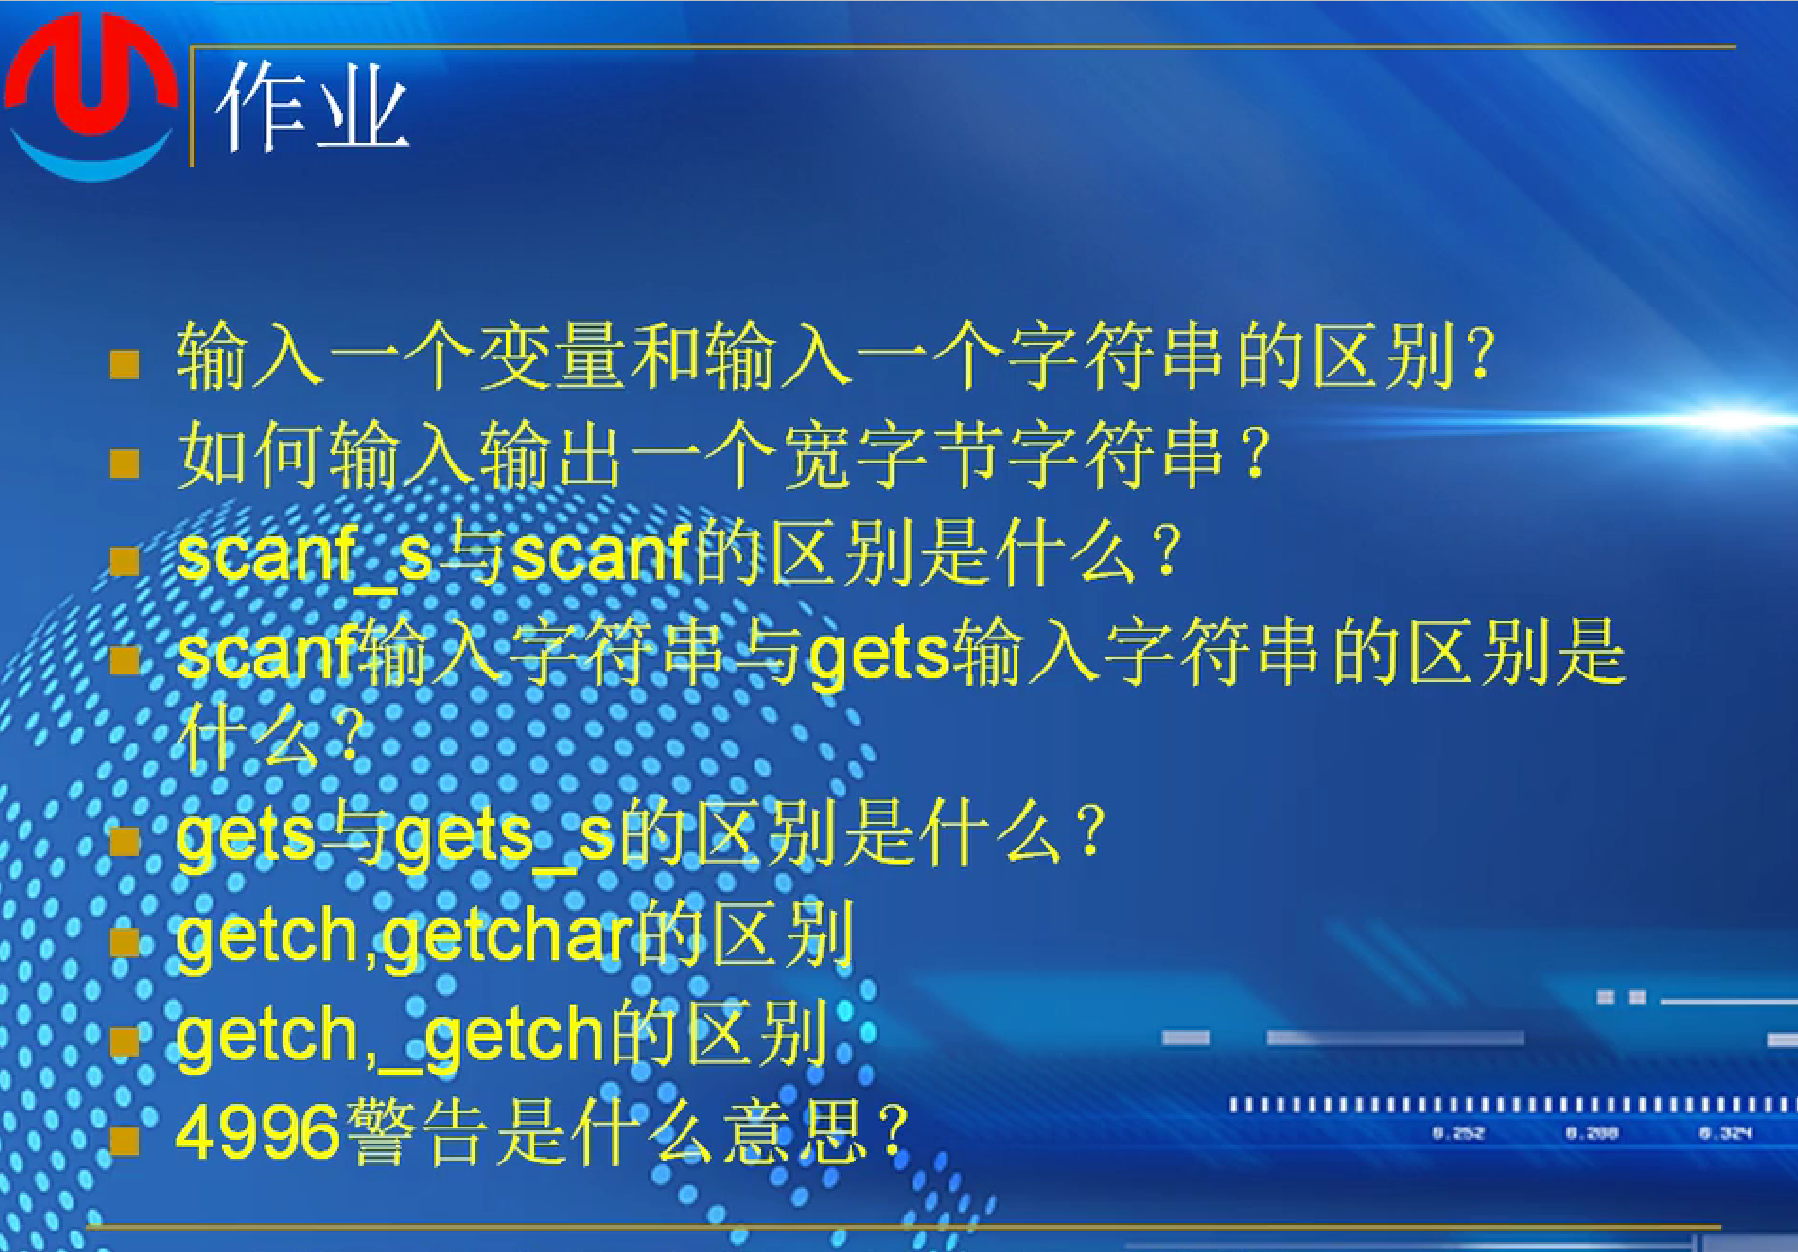 作业
输入一个变量和输入一个字符串的区别？
如何输入输出一个宽字节字符串？
scanf_s与scanf的区别是什么？
scanf输入字符串与gets输入字符串的区别是
什么？
gets与gets_s的区别是什么？
getch,getchar的区别
getch,_getch的区别
4996警告是什么意思？
0.252 0.288 0.324